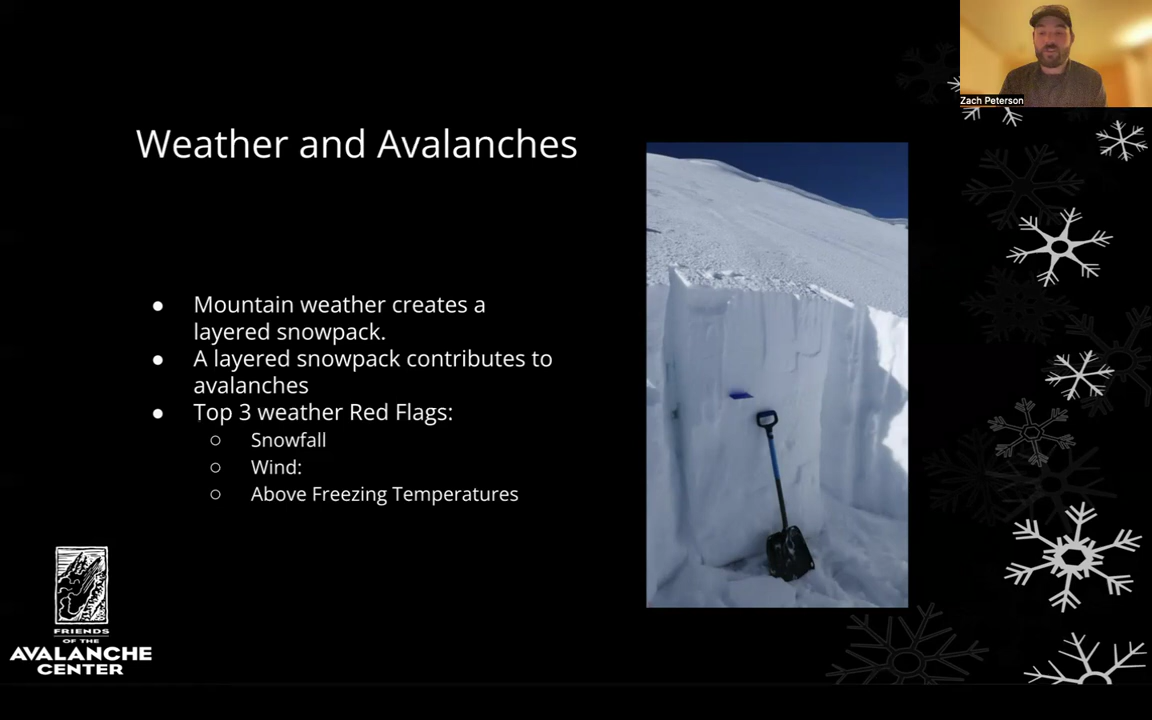 Zach Peterson
Weather and Avalanches
● Mountain weather creates a
layered snowpack.
● A layered snowpack contributes to
avalanches
● Top 3 weather Red Flags:
○ Snowfall
○ Wind:
○ Above Freezing Temperatures
FRIENDS
OF THE
AVALANCHE
CENTER